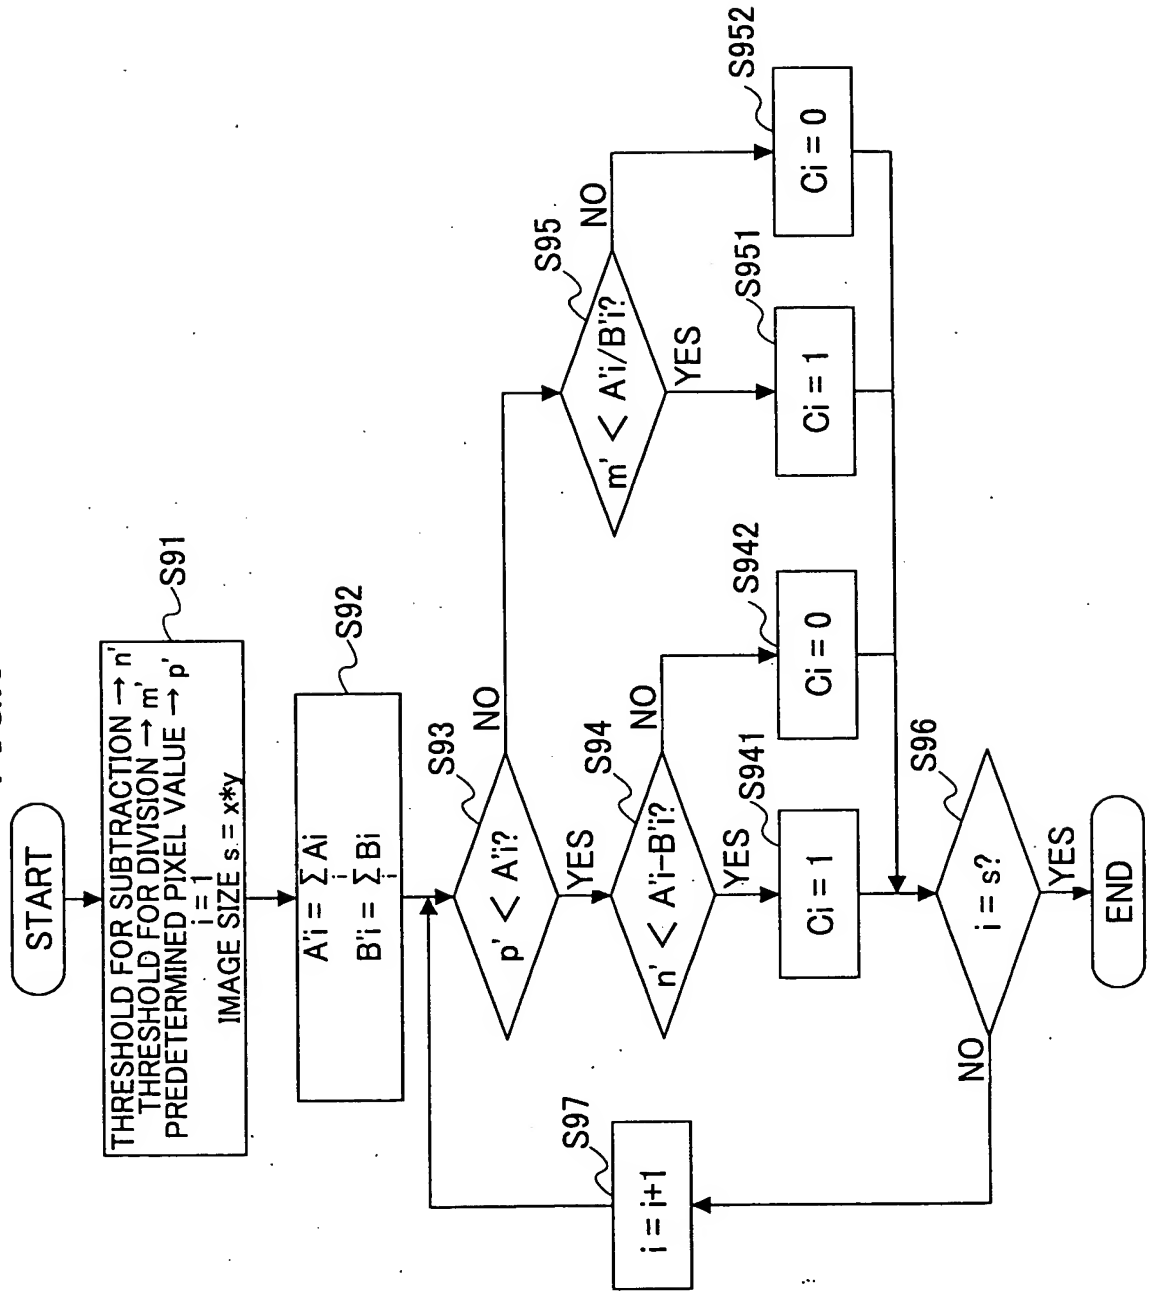 START
THRESHOLD FOR SUBTRACTION → n'
THRESHOLD FOR DIVISION → m'
PREDETERMINED PIXEL VALUE → p'
i = 1
IMAGE SIZE s = x*y
S91
A'i = Σ Ai
i
B'i = Σ Bi
i
S92
p' < A'i?
S93
NO
YES
n' < A'i-B'i?
S94
NO
YES
m' < A'i/B'i?
S95
NO
YES
Ci = 1
S941
Ci = 0
S942
Ci = 1
S951
Ci = 0
S952
i = s?
S96
NO
YES
i = i+1
S97
END